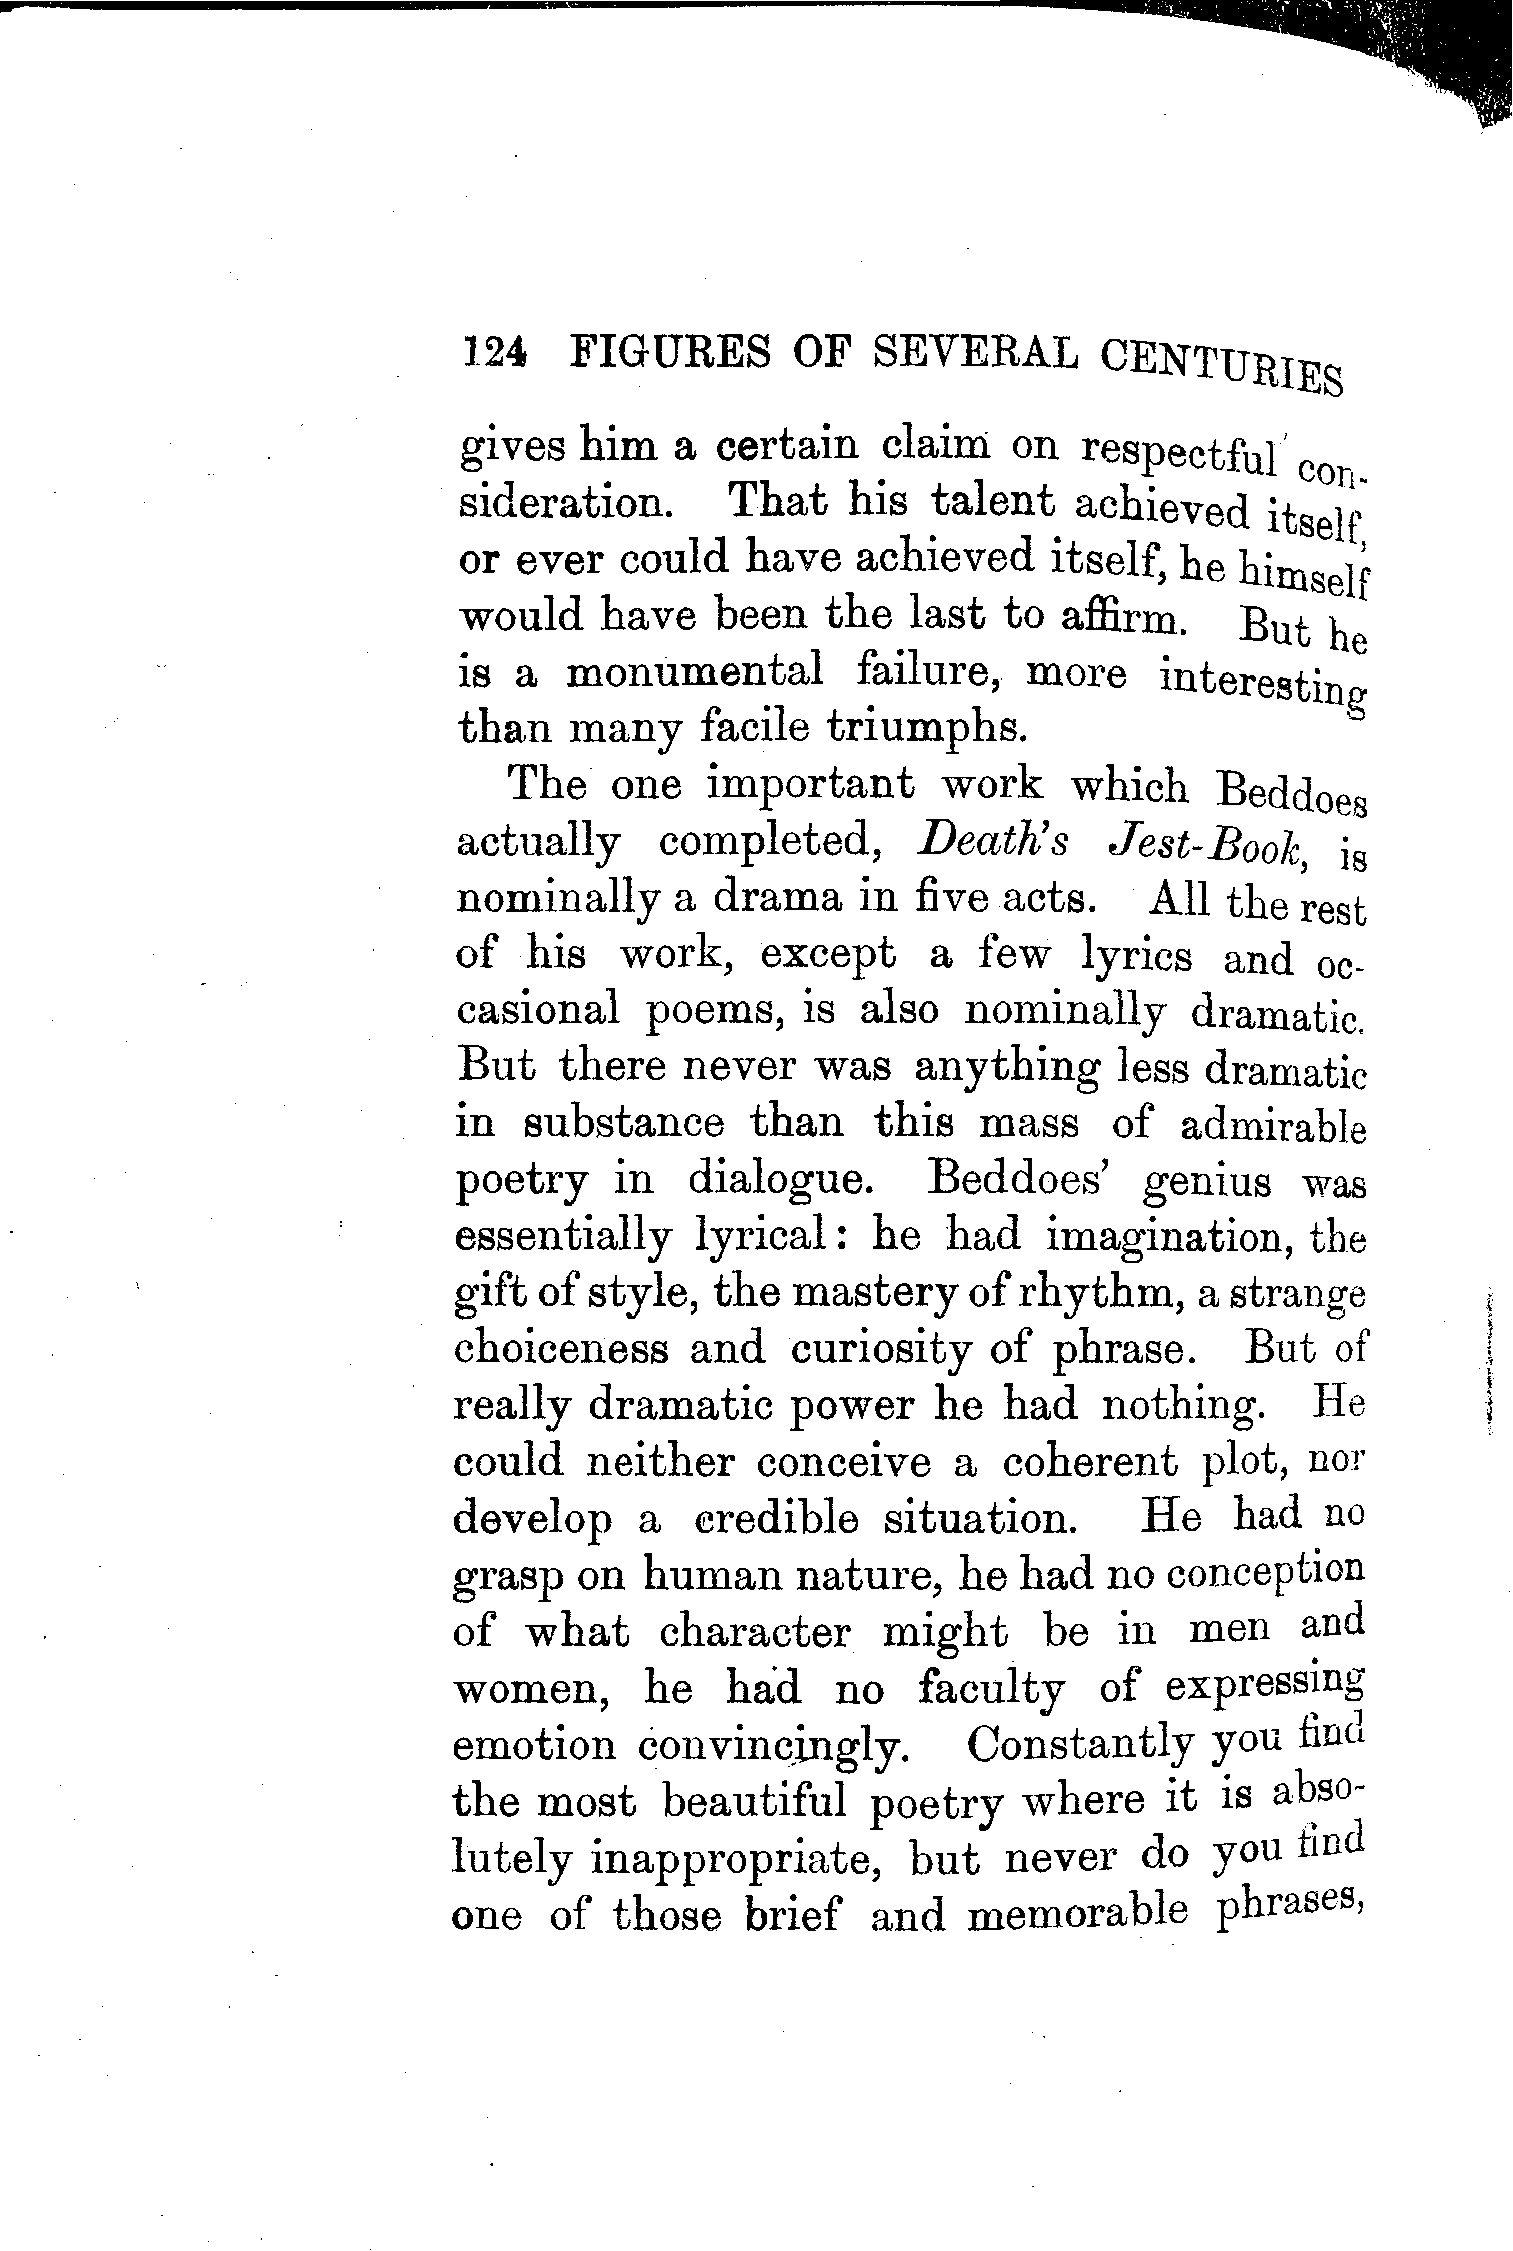 124 FIGURES OF SEVERAL CENTURIES
gives him a certain claim on respectful con-
sideration. That his talent achieved itself,
or ever could have achieved itself, he himself
would have been the last to affirm. But he
is a monumental failure, more interesting
than many facile triumphs.
The one important work which Beddoes
actually completed, Death's Jest-Book, is
nominally a drama in five acts. All the rest
of his work, except a few lyrics and oc-
casional poems, is also nominally dramatic.
But there never was anything less dramatic
in substance than this mass of admirable
poetry in dialogue. Beddoes' genius was
essentially lyrical: he had imagination, the
gift of style, the mastery of rhythm, a strange
choiceness and curiosity of phrase. But of
really dramatic power he had nothing. He
could neither conceive a coherent plot, nor
develop a credible situation. He had no
grasp on human nature, he had no conception
of what character might be in men and
women, he had no faculty of expressing
emotion convincingly. Constantly you find
the most beautiful poetry where it is abso-
lutely inappropriate, but never do you find
one of those brief and memorable phrases,